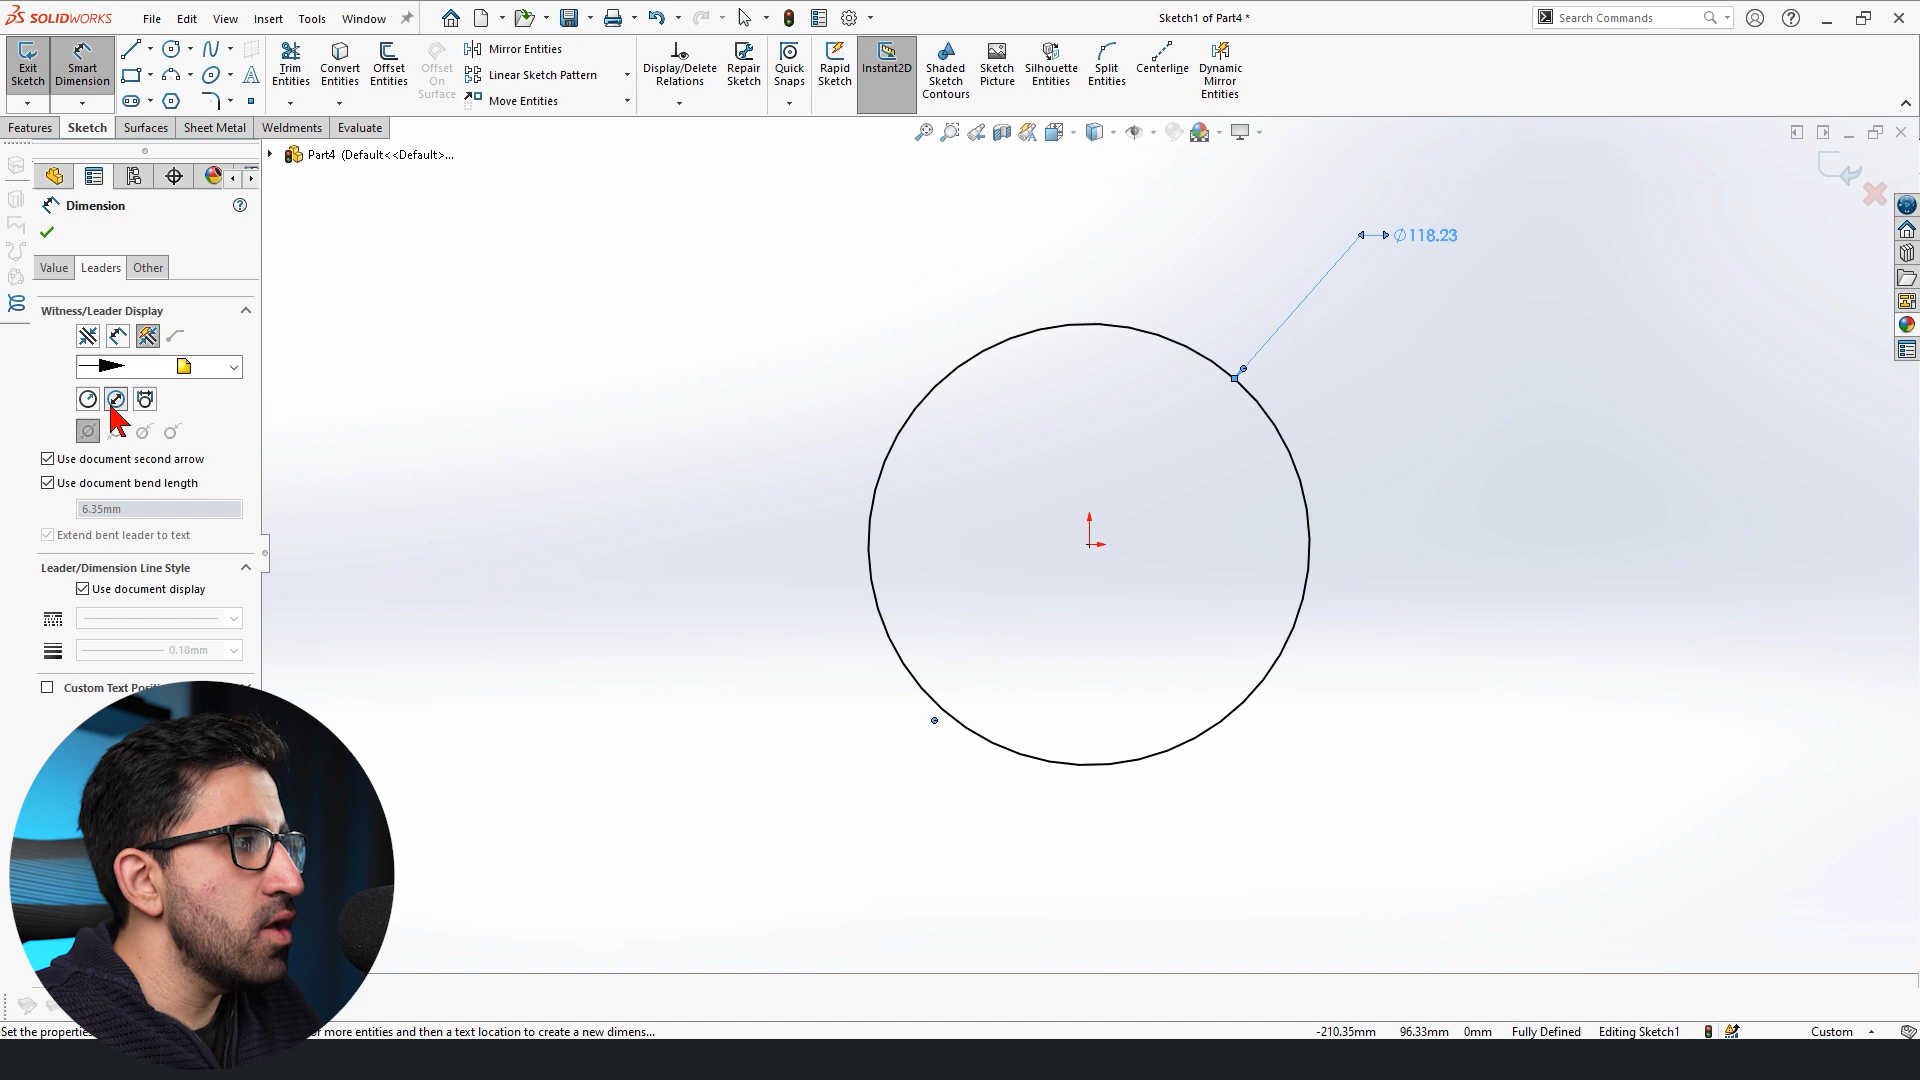 SOLIDWORKS
File
Edit
View
Insert
Tools
Window
Sketch1 of Part4 *
Search Commands
Exit Sketch
Smart Dimension
Trim Entities
Convert Entities
Offset Entities
Offset On Surface
Mirror Entities
Linear Sketch Pattern
Move Entities
Display/Delete Relations
Repair Sketch
Quick Snaps
Rapid Sketch
Instant2D
Shaded Sketch Contours
Sketch Picture
Silhouette Entities
Split Entities
Centerline
Dynamic Mirror Entities
Features
Sketch
Surfaces
Sheet Metal
Weldments
Evaluate
Part4 (Default<<Default>...
Dimension
Value
Leaders
Other
Witness/Leader Display
Use document second arrow
Use document bend length
6.35mm
Extend bent leader to text
Leader/Dimension Line Style
Use document display
0.18mm
Custom Text
∅118.23
Set the
more entities and then a text location to create a new dimens...
-210.35mm
96.33mm
0mm
Fully Defined
Editing Sketch1
Custom